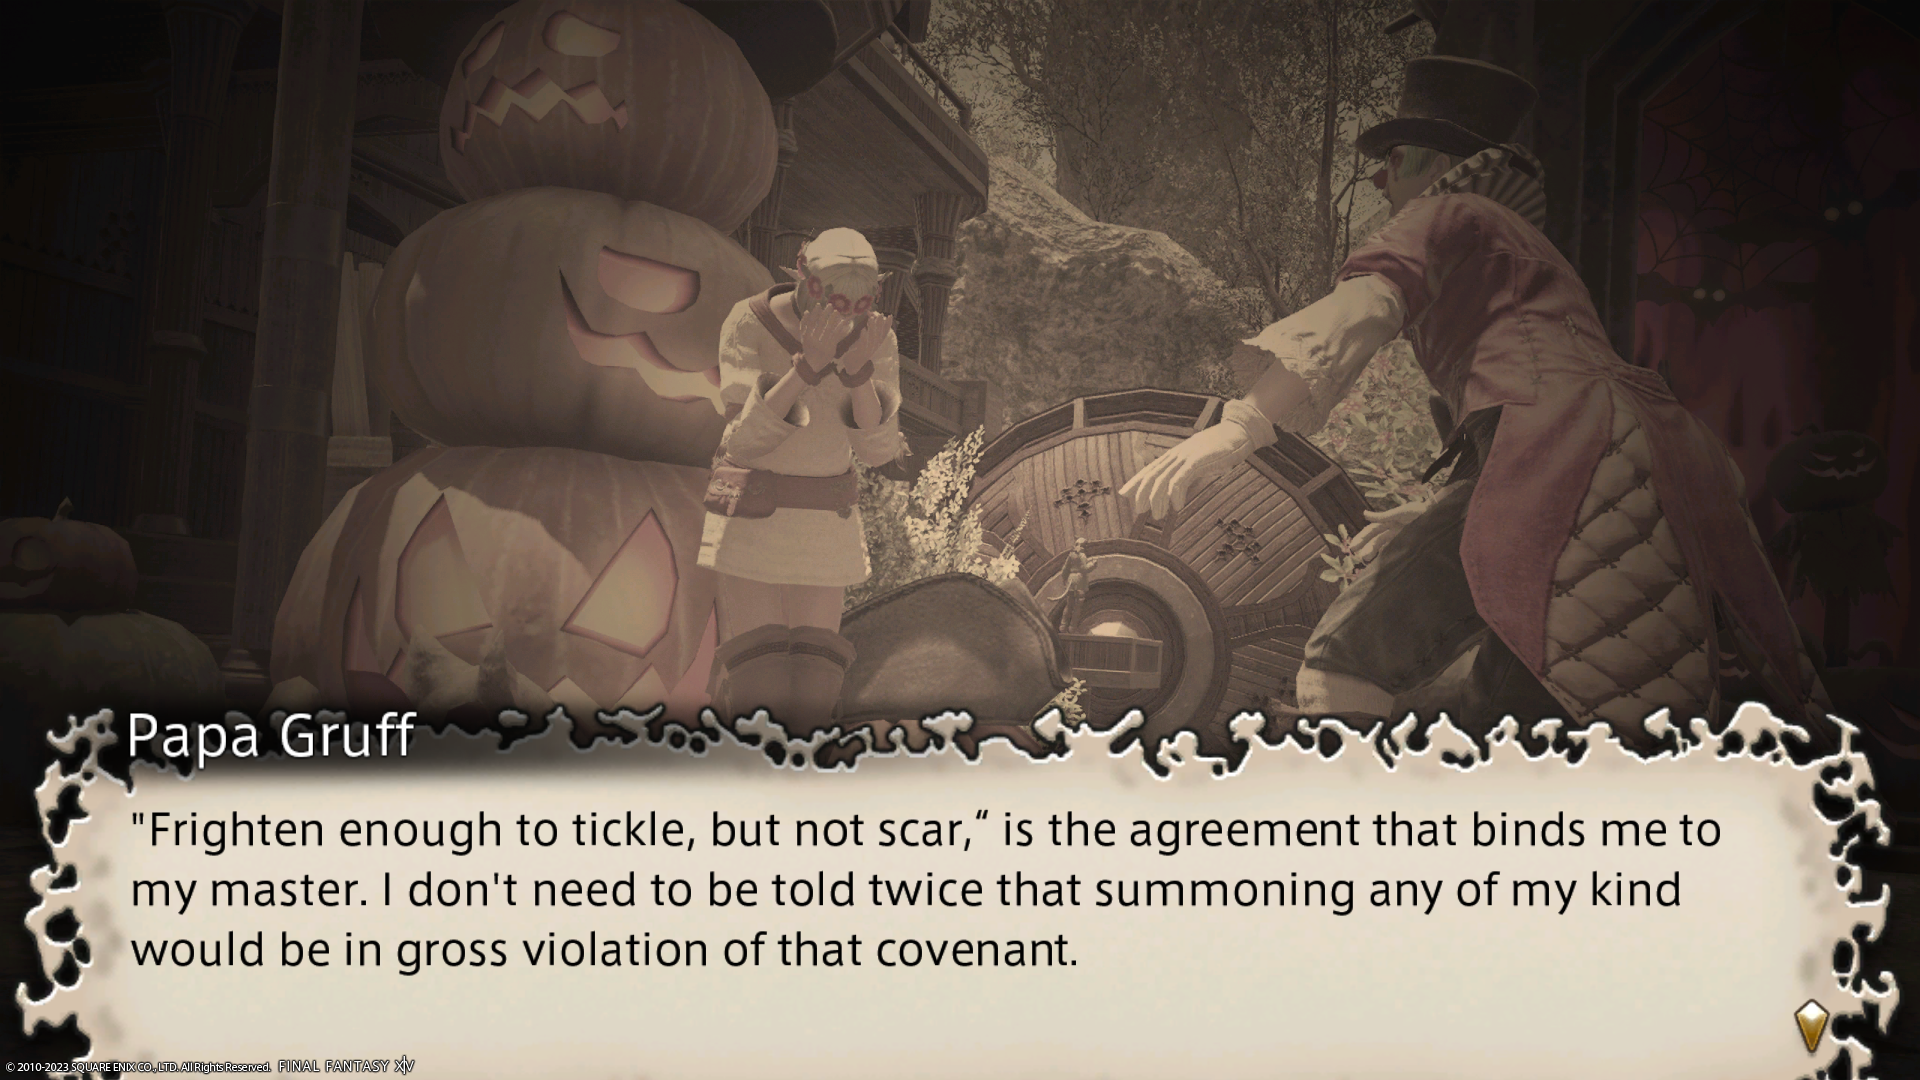 Papa Gruff
"Frighten enough to tickle, but not scar,“ is the agreement that binds me to
my master. I don't need to be told twice that summoning any of my kind
would be in gross violation of that covenant.
© 2010-2023 SQUARE ENIX CO., LTD. All Rights Reserved. FINAL FANTASY XIV